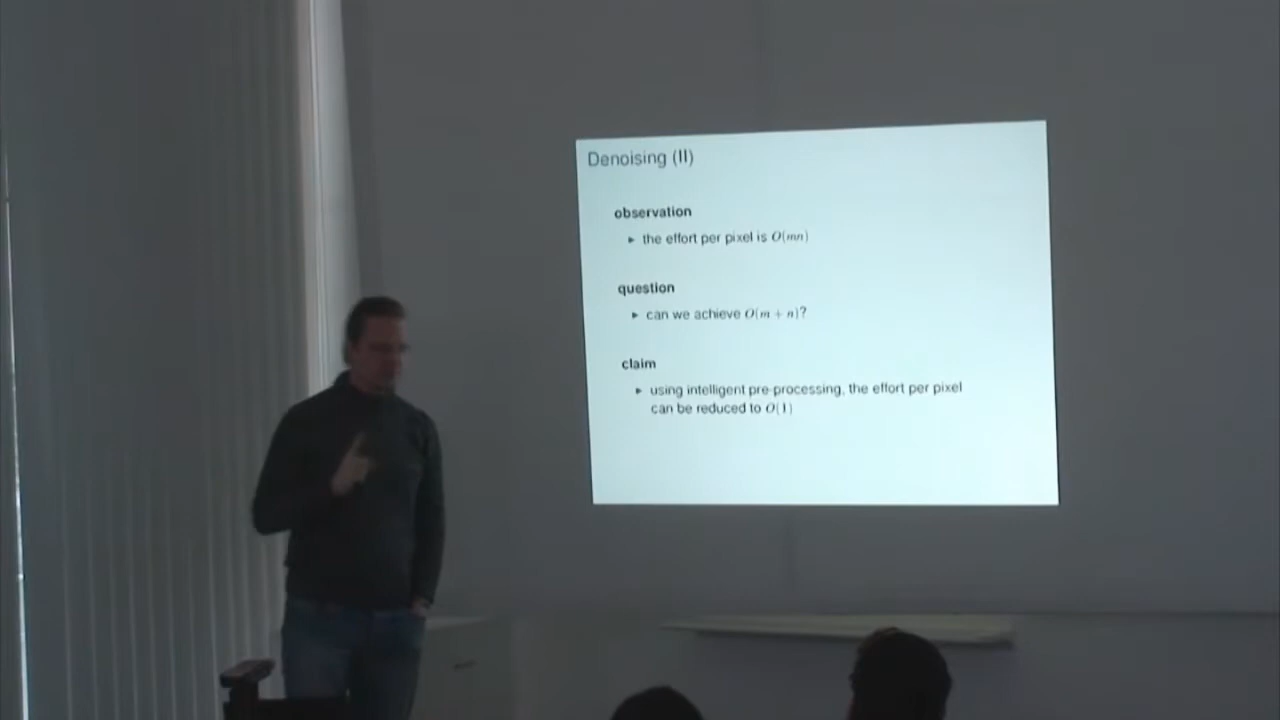 Denoising (II)
observation
▸ the effort per pixel is O(mn)
question
▸ can we achieve O(m + n)?
claim
▸ using intelligent pre-processing, the effort per pixel
can be reduced to O(1)